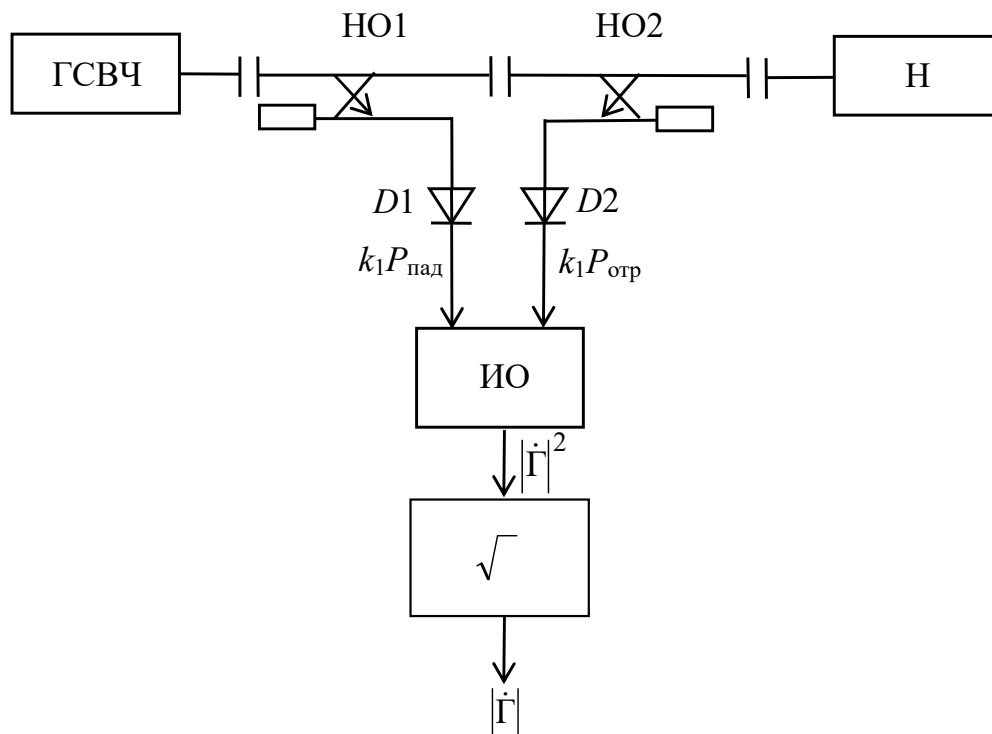 НО1 НО2
ГСВЧ Н
D1 D2
k₁Pпад k₁Pотр
ИО
|Γ̇|²
√
|Γ̇|